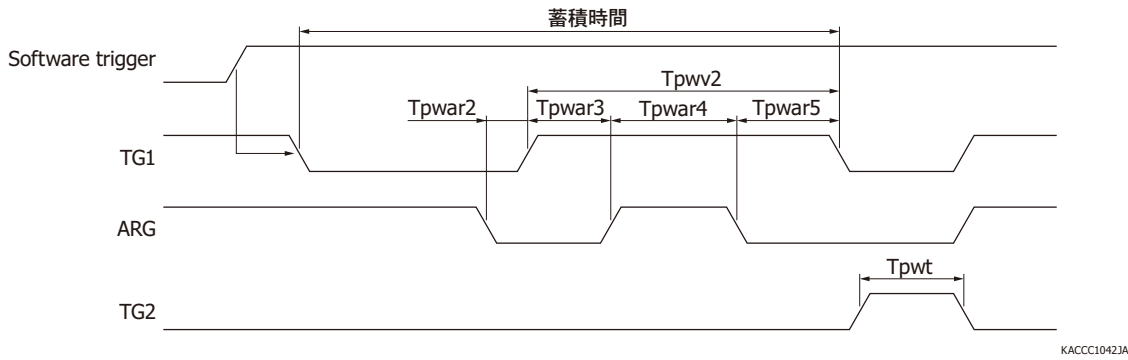 蓄積時間
Software trigger
Tpwv2
Tpwar2 Tpwar3 Tpwar4 Tpwar5
TG1
ARG
Tpwt
TG2
KACCC1042JA